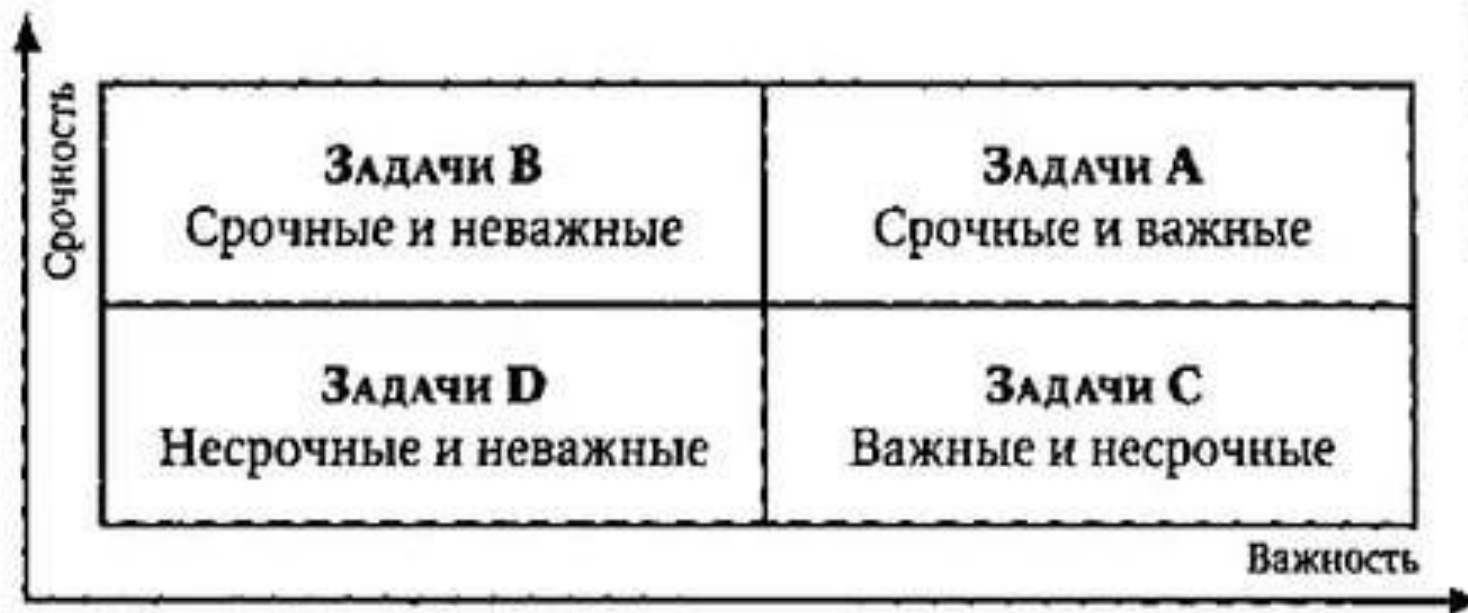 Срочность
Задачи B
Срочные и неважные
Задачи A
Срочные и важные
Задачи D
Несрочные и неважные
Задачи C
Важные и несрочные
Важность